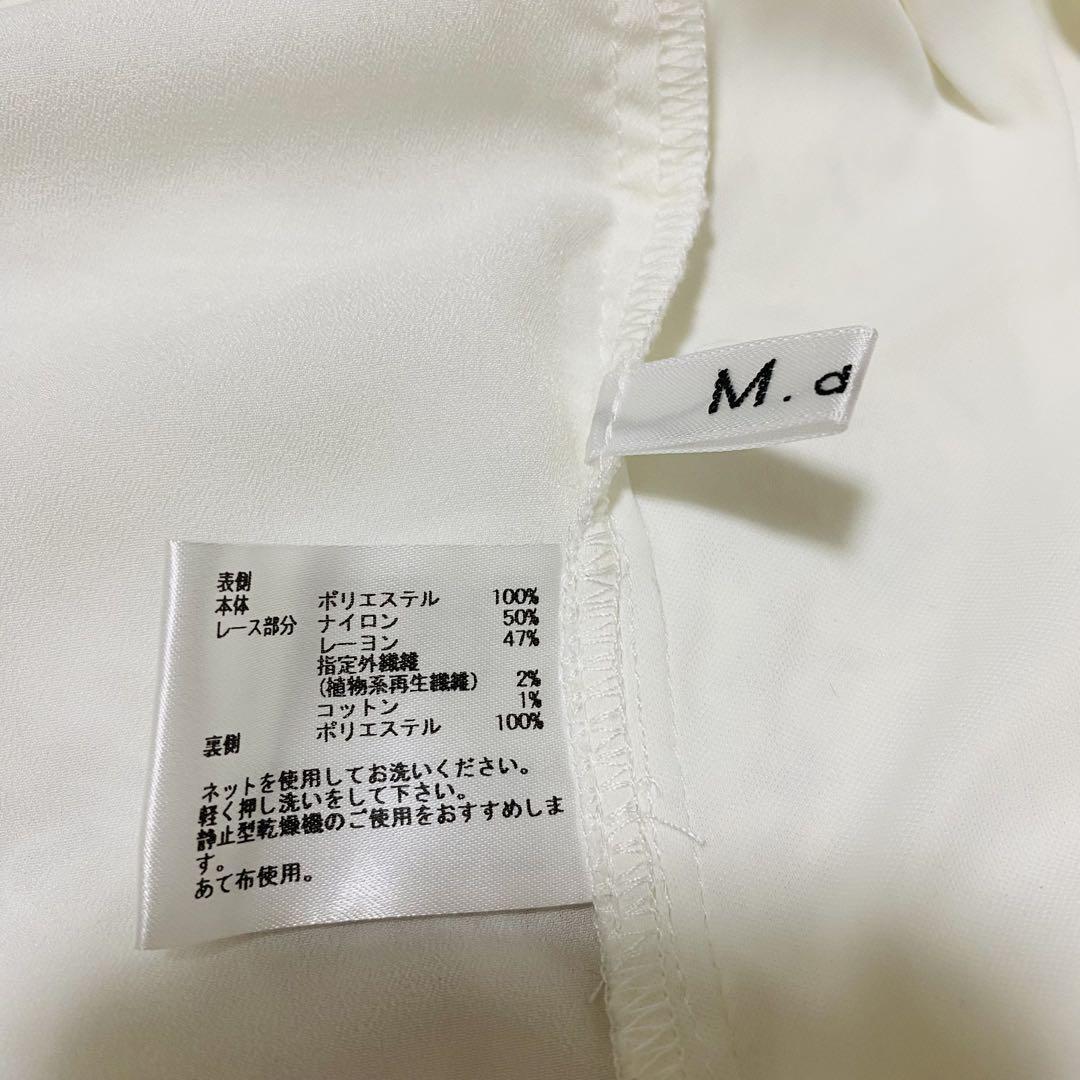 M.d
表側
本体 ポリエステル 100%
レース部分 ナイロン 50%
レーヨン 47%
指定外繊維
(植物系再生繊維) 2%
コットン 1%
裏側 ポリエステル 100%
ネットを使用してお洗いください。
軽く押し洗いをして下さい。
静止型乾燥機のご使用をおすすめしま
す。
あて布使用。